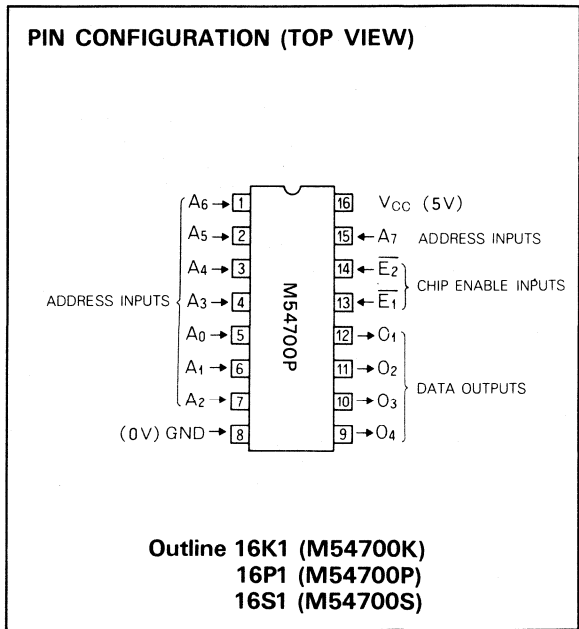 PIN CONFIGURATION (TOP VIEW)
A6 → 1 16 VCC (5V)
A5 → 2 15 ← A7 ADDRESS INPUTS
A4 → 3 14 ← E2̅
CHIP ENABLE INPUTS
ADDRESS INPUTS A3 → 4 13 ← E1̅
A0 → 5 12 → O1
A1 → 6 11 → O2
DATA OUTPUTS
A2 → 7 10 → O3
(0V) GND → 8 9 → O4
M54700P
Outline 16K1 (M54700K)
16P1 (M54700P)
16S1 (M54700S)